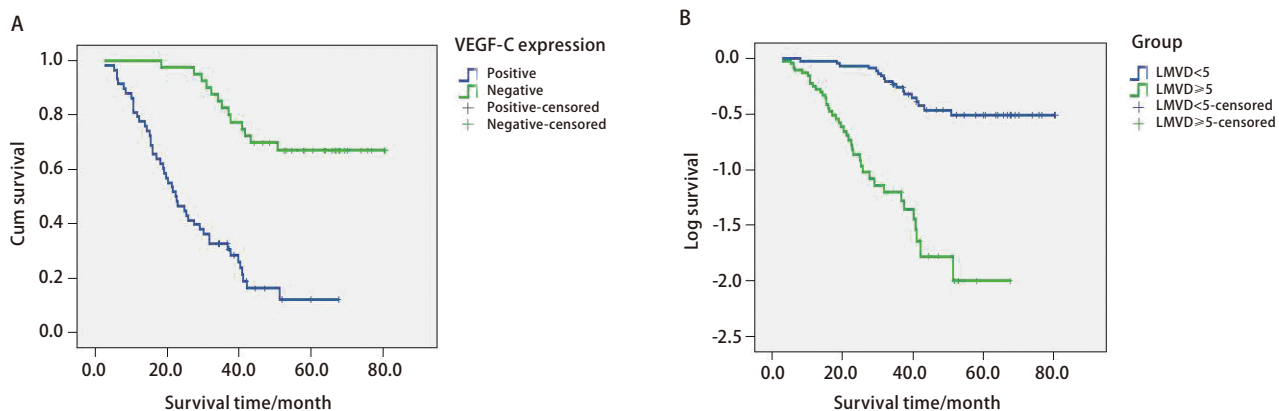 A
VEGF-C expression
Positive
Negative
Positive-censored
Negative-censored
Cum survival
1.0
0.8
0.6
0.4
0.2
0.0
0.0 20.0 40.0 60.0 80.0
Survival time/month
B
Group
LMVD<5
LMVD⩾5
LMVD<5-censored
LMVD⩾5-censored
Log survival
0.0
-0.5
-1.0
-1.5
-2.0
-2.5
0.0 20.0 40.0 60.0 80.0
Survival time/month